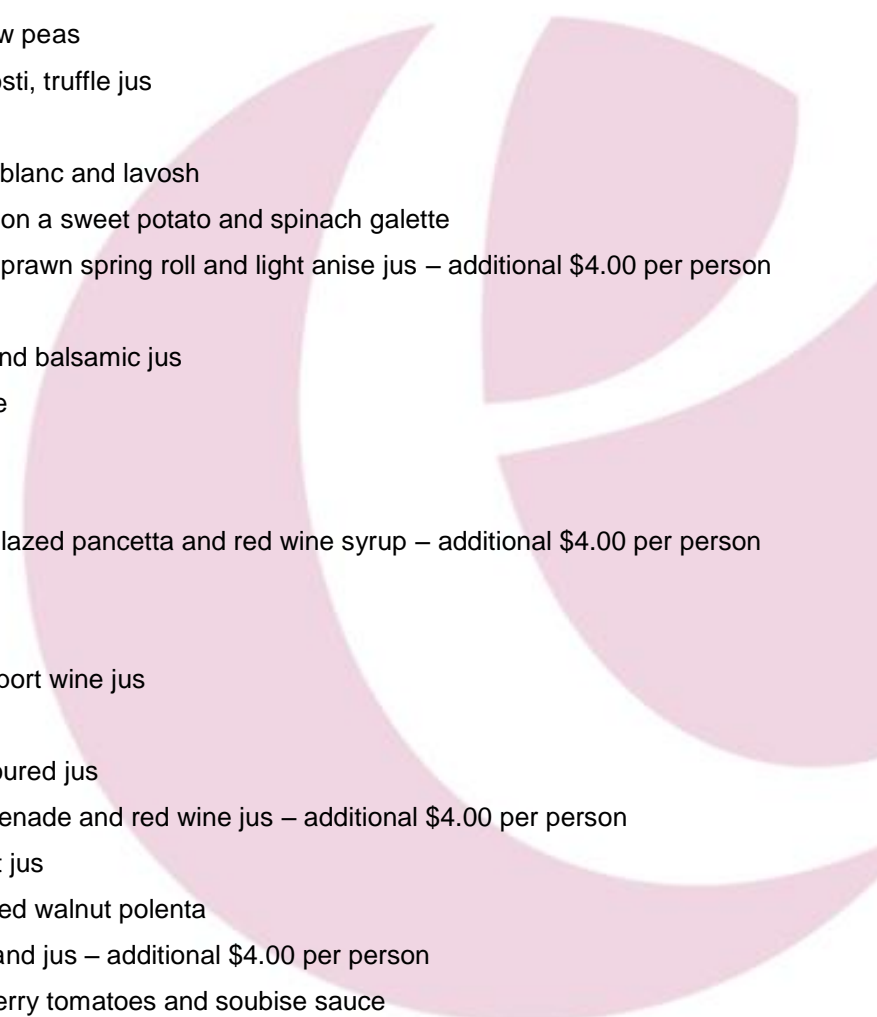 w peas
sti, truffle jus
blanc and lavosh
on a sweet potato and spinach galette
prawn spring roll and light anise jus – additional $4.00 per person
nd balsamic jus
e
lazed pancetta and red wine syrup – additional $4.00 per person
ort wine jus
ured jus
enade and red wine jus – additional $4.00 per person
jus
ed walnut polenta
and jus – additional $4.00 per person
erry tomatoes and soubise sauce